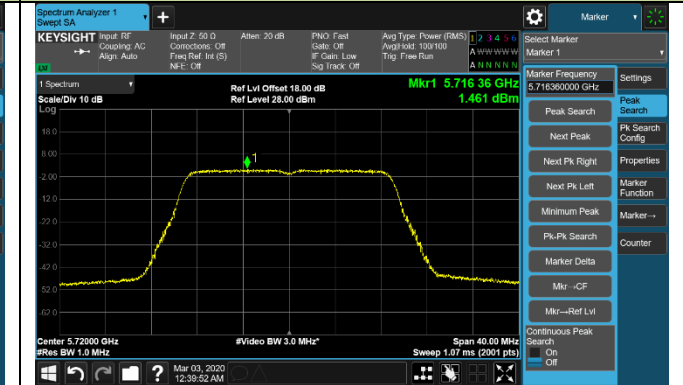 Spectrum Analyzer 1
Swept SA
Marker
KEYSIGHT
Input: RF
Coupling: AC
Align: Auto
Input Z: 50 Ω
Corrections: Off
Freq Ref: Int (S)
NFE: Off
Atten: 20 dB
PNO: Fast
Gate: Off
IF Gain: Low
Sig Track: Off
Avg Type: Power (RMS)
Avg|Hold: 100/100
Trig: Free Run
1 2 3 4 5 6
A W W W W W
A N N N N N
LXI
Select Marker
Marker 1
1 Spectrum
Scale/Div 10 dB
Log
Ref Lvl Offset 18.00 dB
Ref Level 28.00 dBm
Mkr1 5.716 36 GHz
1.461 dBm
18.0
8.00
-2.00
-12.0
-22.0
-32.0
-42.0
-52.0
-62.0
1
Center 5.72000 GHz
#Res BW 1.0 MHz
#Video BW 3.0 MHz*
Span 40.00 MHz
Sweep 1.07 ms (2001 pts)
Marker Frequency
5.716360000 GHz
Peak Search
Next Peak
Next Pk Right
Next Pk Left
Minimum Peak
Pk-Pk Search
Marker Delta
Mkr→CF
Mkr→Ref Lvl
Continuous Peak
Search
On
Off
Settings
Peak
Search
Pk Search
Config
Properties
Marker
Function
Marker→
Counter
Mar 03, 2020
12:39:52 AM